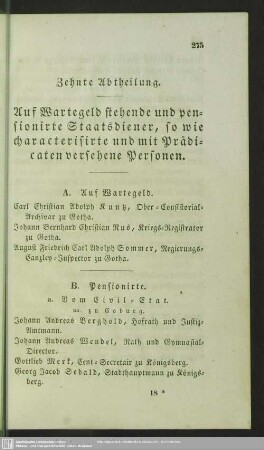 275
Zehnte Abtheilung.
Auf Wartegeld stehende und pen-
sionirte Staatsdiener, so wie
characterisirte und mit Prädi-
caten versehene Personen.
A. Auf Wartegeld.
Carl Christian Adolph Kuntz, Ober-Consistorial-
Archivar zu Gotha.
Johann Bernhard Christian Rus, Kriegs-Registrator
zu Gotha.
August Friedrich Carl Adolph Sommer, Regierungs-
Canzley-Inspector zu Gotha.
B. Pensionirte.
a. Vom Civil-Etat.
aa. zu Coburg.
Johann Andreas Berghold, Hofrath und Justiz-
Amtmann.
Johann Andreas Wendel, Rath und Gymnasial-
Director.
Gottlieb Merk, Cent-Secretair zu Königsberg.
Georg Jacob Sebald, Stadthauptmann zu Königs-
berg.
18 *